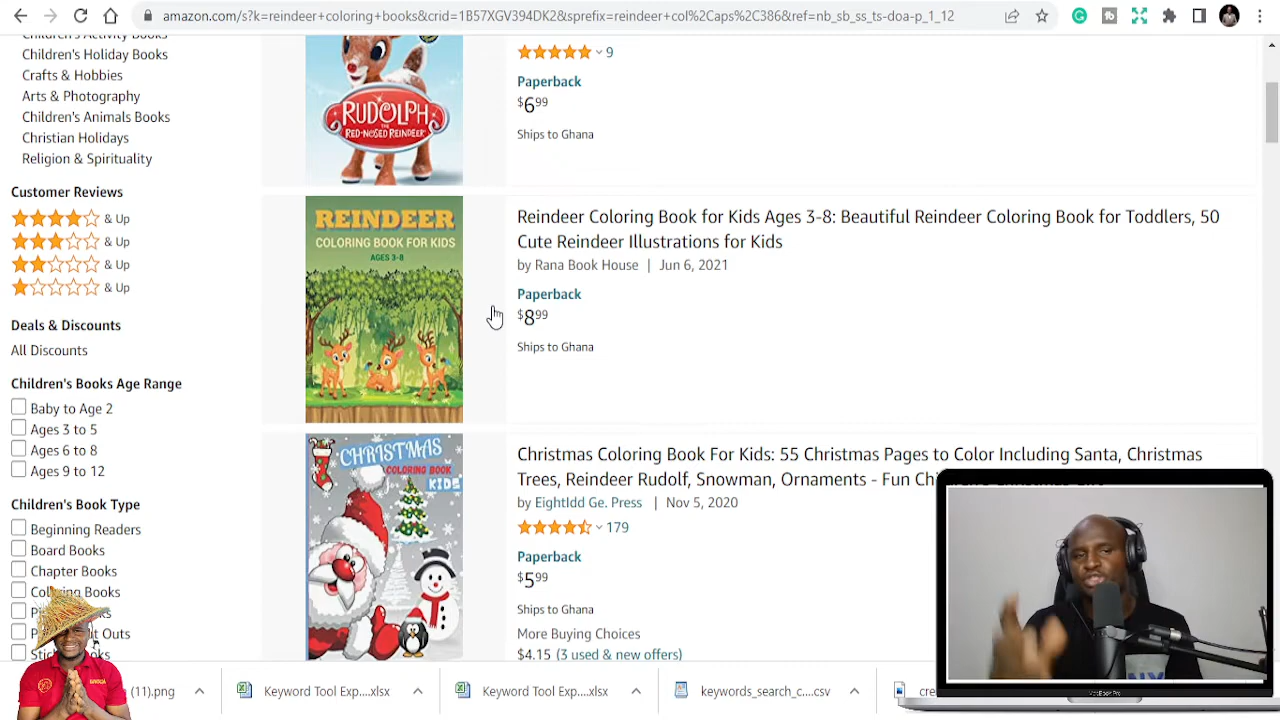 amazon.com/s?k=reindeer+coloring+books&crid=1B57XGV394DK2&sprefix=reindeer+col%2Caps%2C386&ref=nb_sb_ss_ts-doa-p_1_12
Children's Activity Books
Children's Holiday Books
Crafts & Hobbies
Arts & Photography
Children's Animals Books
Christian Holidays
Religion & Spirituality
Customer Reviews
& Up
& Up
& Up
& Up
Deals & Discounts
All Discounts
Children's Books Age Range
Baby to Age 2
Ages 3 to 5
Ages 6 to 8
Ages 9 to 12
Children's Book Type
Beginning Readers
Board Books
Chapter Books
Coloring Books
RUDOLPH
THE
RED-NOSED REINDEER
9
Paperback
$6.99
Ships to Ghana
REINDEER
COLORING BOOK FOR KIDS
AGES 3-8
Reindeer Coloring Book for Kids Ages 3-8: Beautiful Reindeer Coloring Book for Toddlers, 50
Cute Reindeer Illustrations for Kids
by Rana Book House | Jun 6, 2021
Paperback
$8.99
Ships to Ghana
CHRISTMAS
COLORING BOOK
KIDS
Christmas Coloring Book For Kids: 55 Christmas Pages to Color Including Santa, Christmas
Trees, Reindeer Rudolf, Snowman, Ornaments - Fun
by EightIdd Ge. Press | Nov 5, 2020
179
Paperback
$5.99
Ships to Ghana
More Buying Choices
$4.15 (3 used & new offers)
(11).png
Keyword Tool Exp....xlsx
Keyword Tool Exp....xlsx
keywords_search_c....csv
MacBook Pro